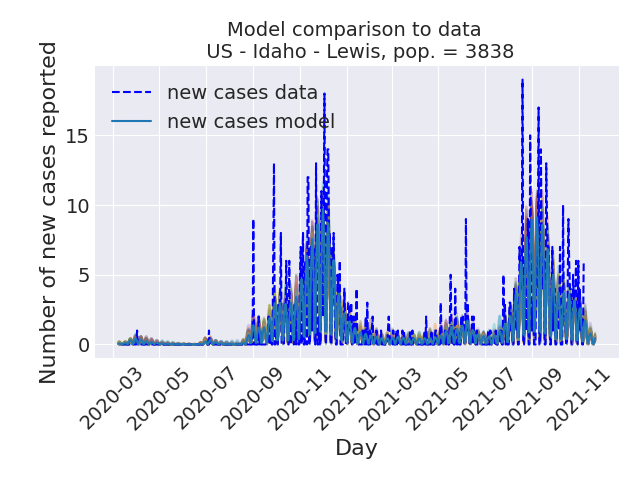 Model comparison to data
US - Idaho - Lewis, pop. = 3838
Number of new cases reported
new cases data
new cases model
15
10
5
0
2020-03
2020-05
2020-07
2020-09
2020-11
2021-01
2021-03
2021-05
2021-07
2021-09
2021-11
Day